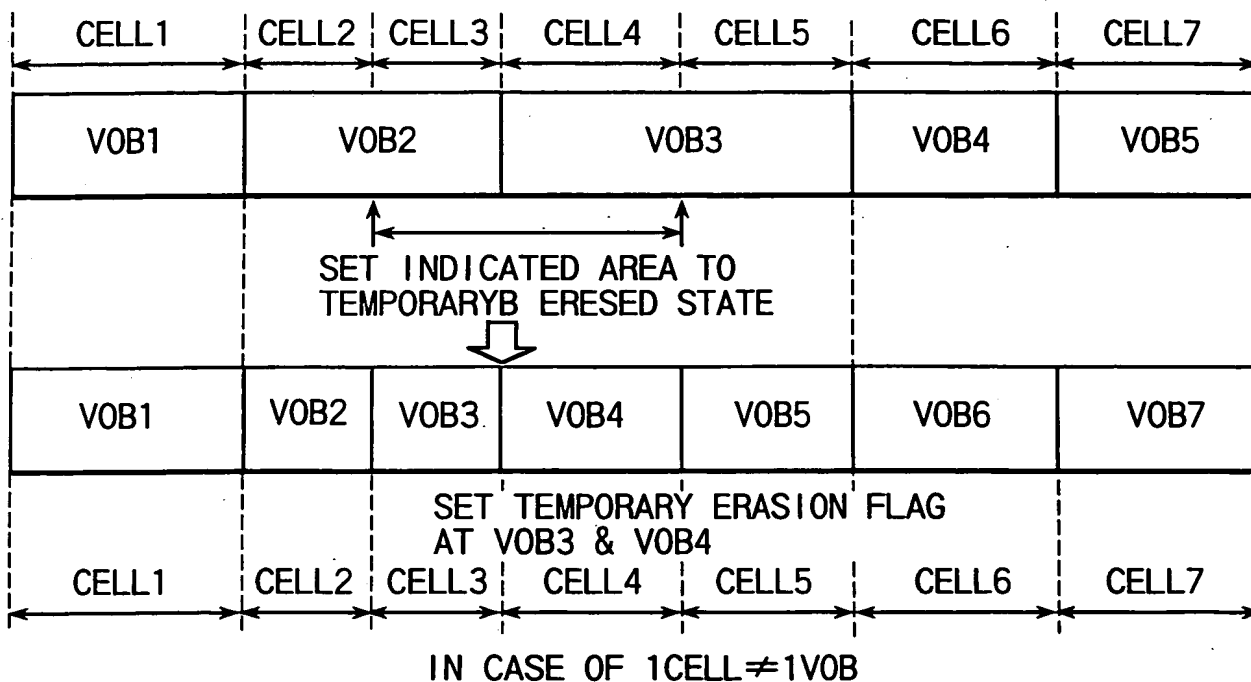 CELL1 CELL2 CELL3 CELL4 CELL5 CELL6 CELL7
VOB1 VOB2 VOB3 VOB4 VOB5
SET INDICATED AREA TO
TEMPORARYB ERESED STATE
VOB1 VOB2 VOB3 VOB4 VOB5 VOB6 VOB7
SET TEMPORARY ERASION FLAG
AT VOB3 & VOB4
CELL1 CELL2 CELL3 CELL4 CELL5 CELL6 CELL7
IN CASE OF 1CELL≠1VOB